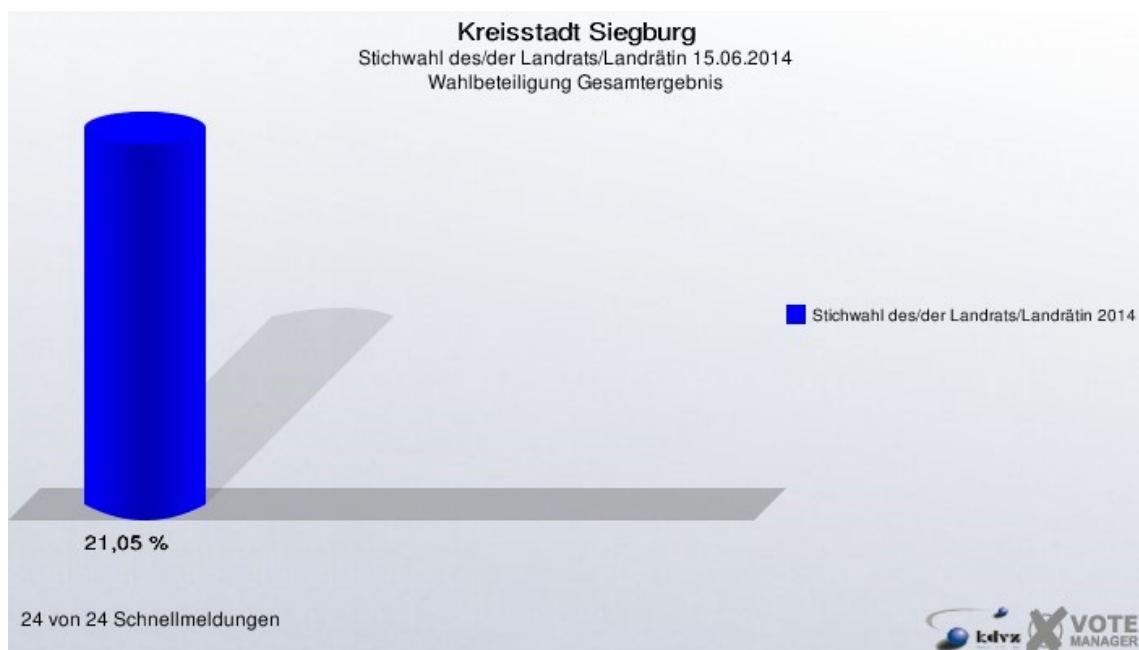 Kreisstadt Siegburg
Stichwahl des/der Landrats/Landrätin 15.06.2014
Wahlbeteiligung Gesamtergebnis
Stichwahl des/der Landrats/Landrätin 2014
21,05 %
24 von 24 Schnellmeldungen
kdvz
VOTE
MANAGER